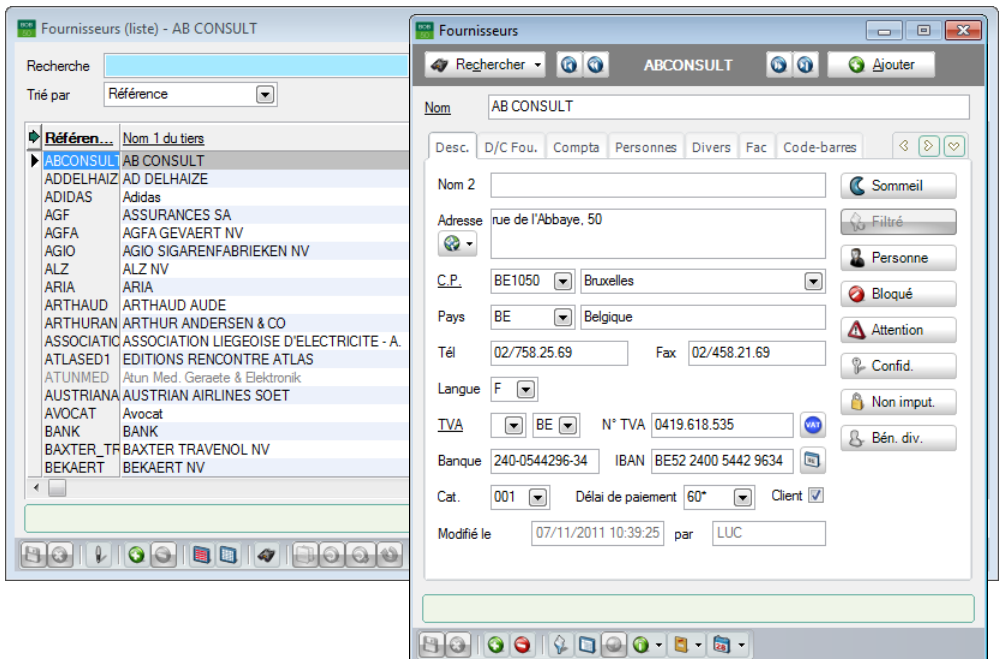 Fournisseurs (liste) - AB CONSULT
Recherche
Trié par Référence
Référen... Nom 1 du tiers
ABCONSULT AB CONSULT
ADDELHAIZ AD DELHAIZE
ADIDAS Adidas
AGF ASSURANCES SA
AGFA AGFA GEVAERT NV
AGIO AGIO SIGARENFABRIEKEN NV
ALZ ALZ NV
ARIA ARIA
ARTHAUD ARTHAUD AUDE
ARTHURAN ARTHUR ANDERSEN & CO
ASSOCIATIO ASSOCIATION LIEGEOISE D'ELECTRICITE - A.
ATLASED1 EDITIONS RENCONTRE ATLAS
ATUNMED Atun Med. Geraete & Elektronik
AUSTRIANA AUSTRIAN AIRLINES SOET
AVOCAT Avocat
BANK BANK
BAXTER_TR BAXTER TRAVENOL NV
BEKAERT BEKAERT NV
Fournisseurs
Rechercher ABCONSULT Ajouter
Nom AB CONSULT
Desc. D/C Fou. Compta Personnes Divers Fac Code-barres
Nom 2
Sommeil
Adresse rue de l'Abbaye, 50
Filtré
Personne
C.P. BE1050 Bruxelles
Bloqué
Pays BE Belgique
Attention
Tél 02/758.25.69 Fax 02/458.21.69
Confid.
Langue F
Non imput.
TVA BE N° TVA 0419.618.535 VAT
Bén. div.
Banque 240-0544296-34 IBAN BE52 2400 5442 9634
Cat. 001 Délai de paiement 60* Client
Modifié le 07/11/2011 10:39:25 par LUC